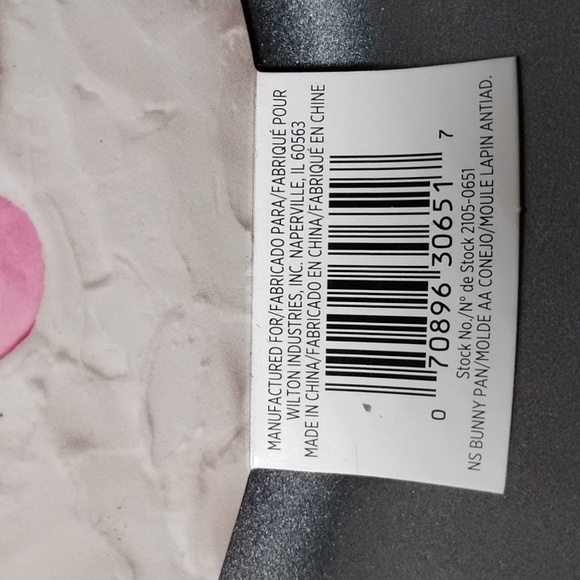 MANUFACTURED FOR/FABRICADO PARA/FABRIQUÉ POUR
WILTON INDUSTRIES, INC. NAPERVILLE, IL 60563
MADE IN CHINA/FABRICADO EN CHINA/FABRIQUÉ EN CHINE
0 70896 30651 7
Stock No./N° de Stock 2105-0651
NS BUNNY PAN/MOLDE AA CONEJO/MOULE LAPIN ANTIAD.